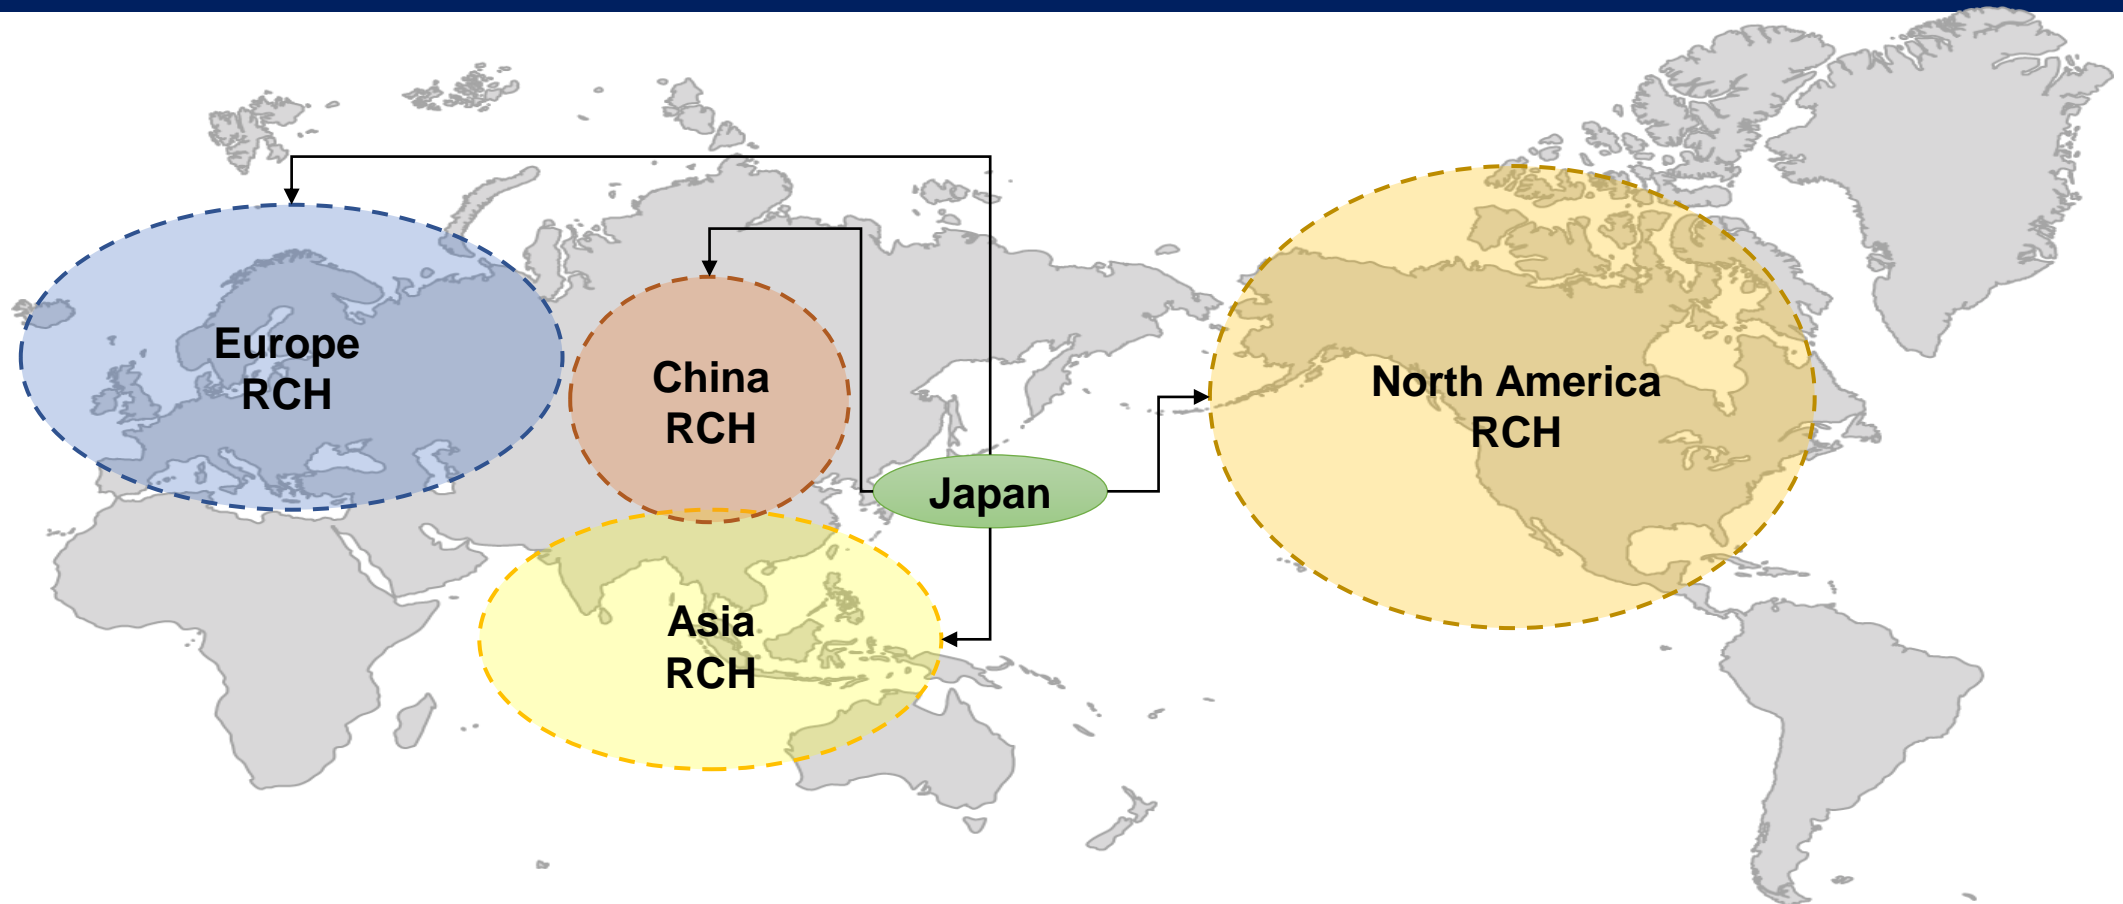 Europe
RCH
China
RCH
North America
RCH
Japan
Asia
RCH